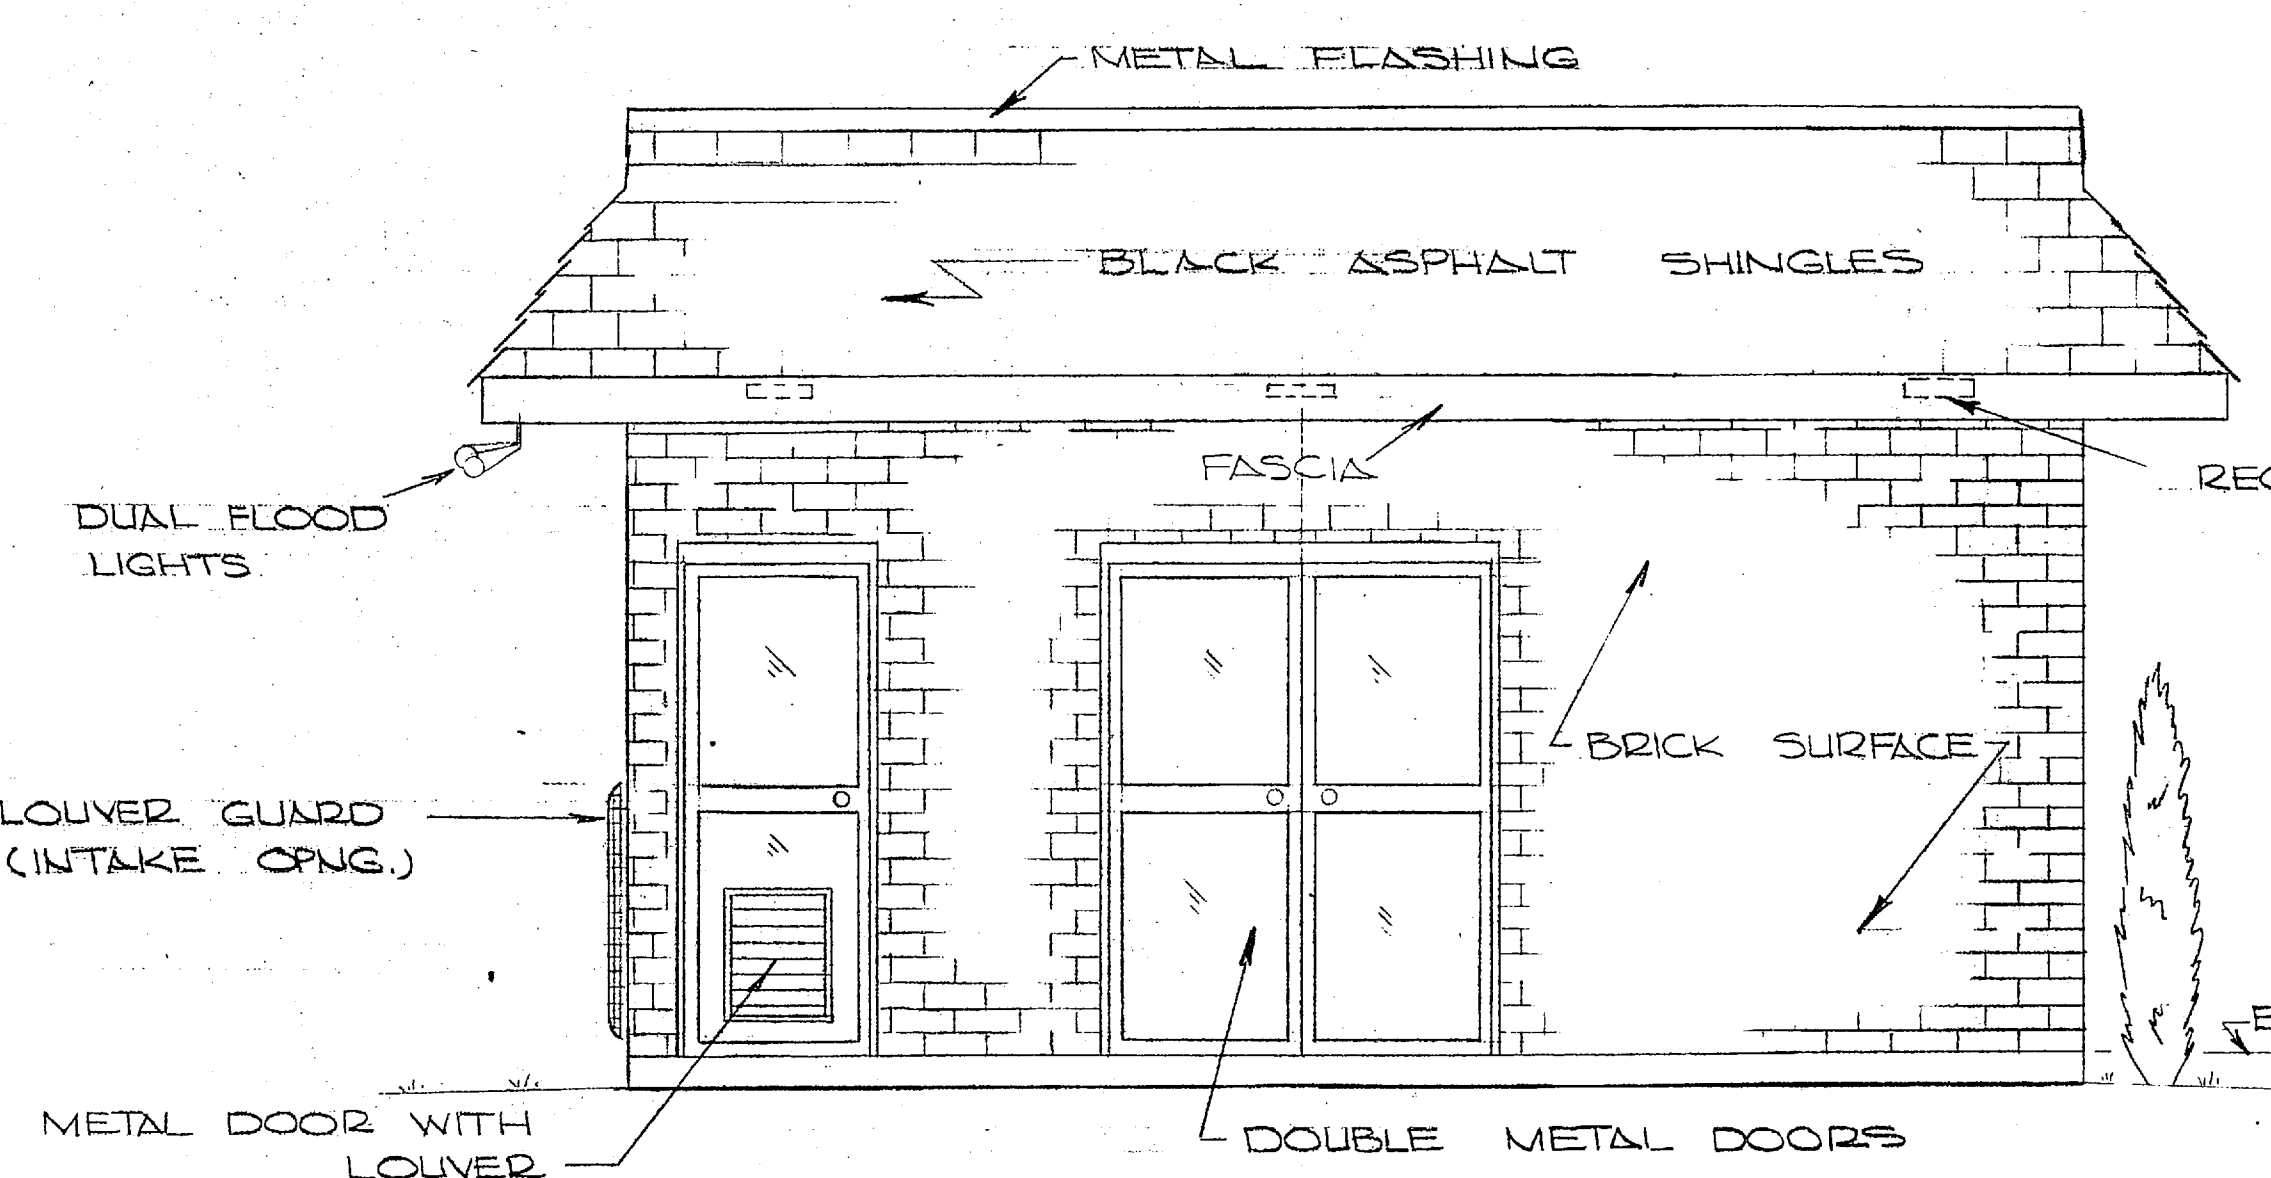 METAL FLASHING
BLACK ASPHALT SHINGLES
FASCIA
DUAL FLOOD
LIGHTS
BRICK SURFACE
LOUVER GUARD
(INTAKE OPNG.)
METAL DOOR WITH
LOUVER
DOUBLE METAL DOORS